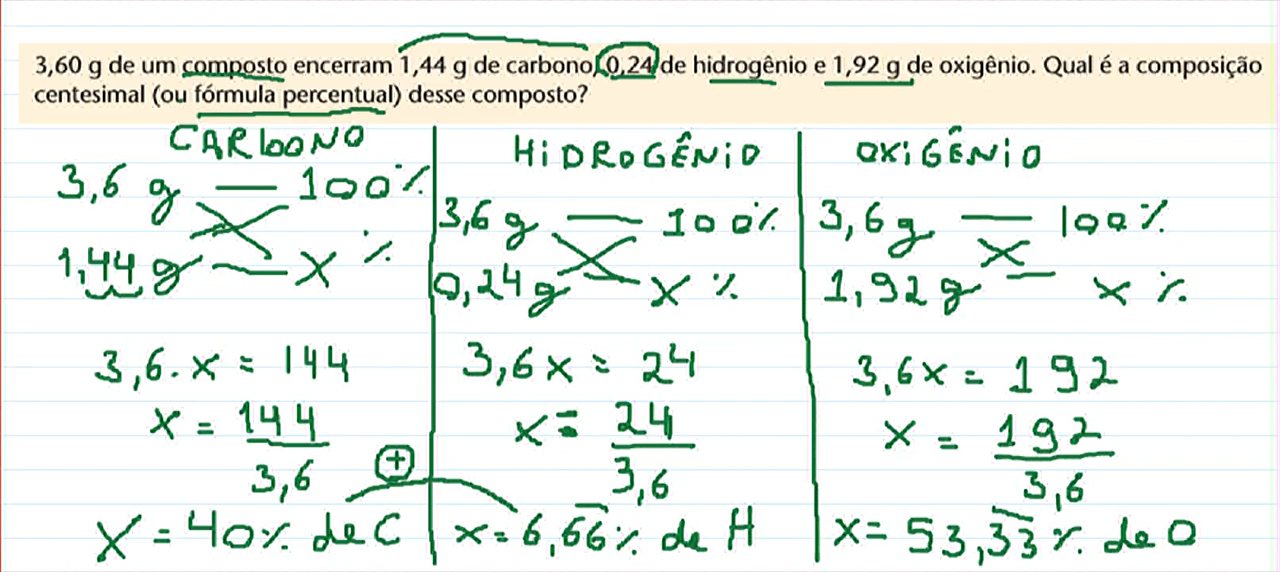 3,60 g de um composto encerram 1,44 g de carbono, 0,24 de hidrogênio e 1,92 g de oxigênio. Qual é a composição
centesimal (ou fórmula percentual) desse composto?
CARBONO
3,6 g — 100%
1,44 g — X %
3,6. x = 144
x = 144
3,6
X = 40% de C
+
HIDROGÊNIO
3,6 g — 100%
0,24 g — X %
3,6 x = 24
x = 24
3,6
x = 6,66% de H
OXIGÊNIO
3,6 g — 100%
1,92 g — x %
3,6x = 192
x = 192
3,6
x = 53,33% de O